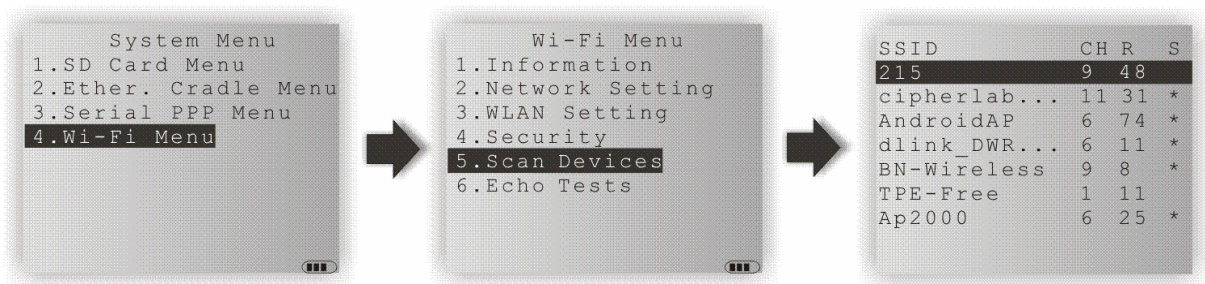 System Menu
1.SD Card Menu
2.Ether. Cradle Menu
3.Serial PPP Menu
4.Wi-Fi Menu
Wi-Fi Menu
1.Information
2.Network Setting
3.WLAN Setting
4.Security
5.Scan Devices
6.Echo Tests
SSID CH R S
215 9 48
cipherlab... 11 31 *
AndroidAP 6 74 *
dlink_DWR... 6 11 *
BN-Wireless 9 8 *
TPE-Free 1 11
Ap2000 6 25 *